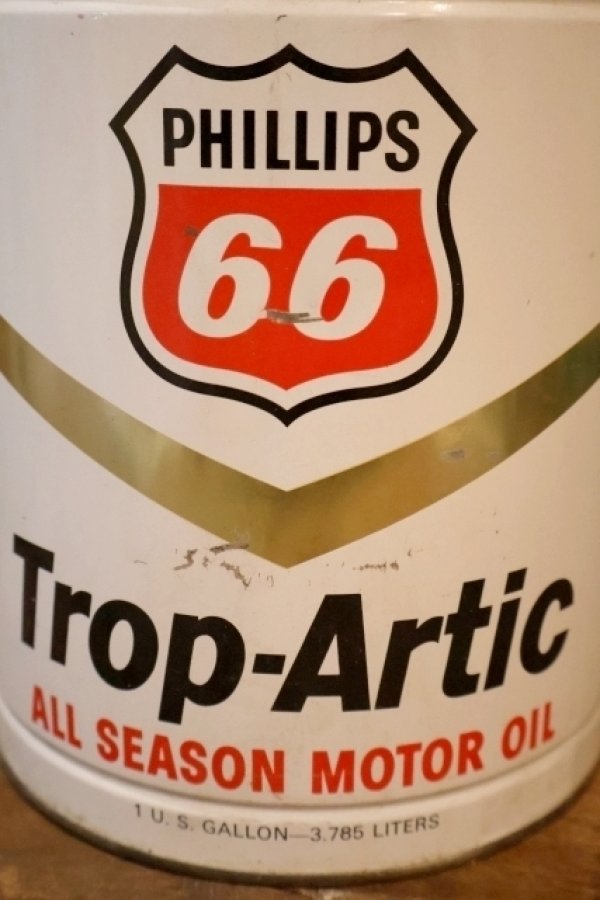 PHILLIPS
66
Trop-Artic
ALL SEASON MOTOR OIL
1 U. S. GALLON—3.785 LITERS